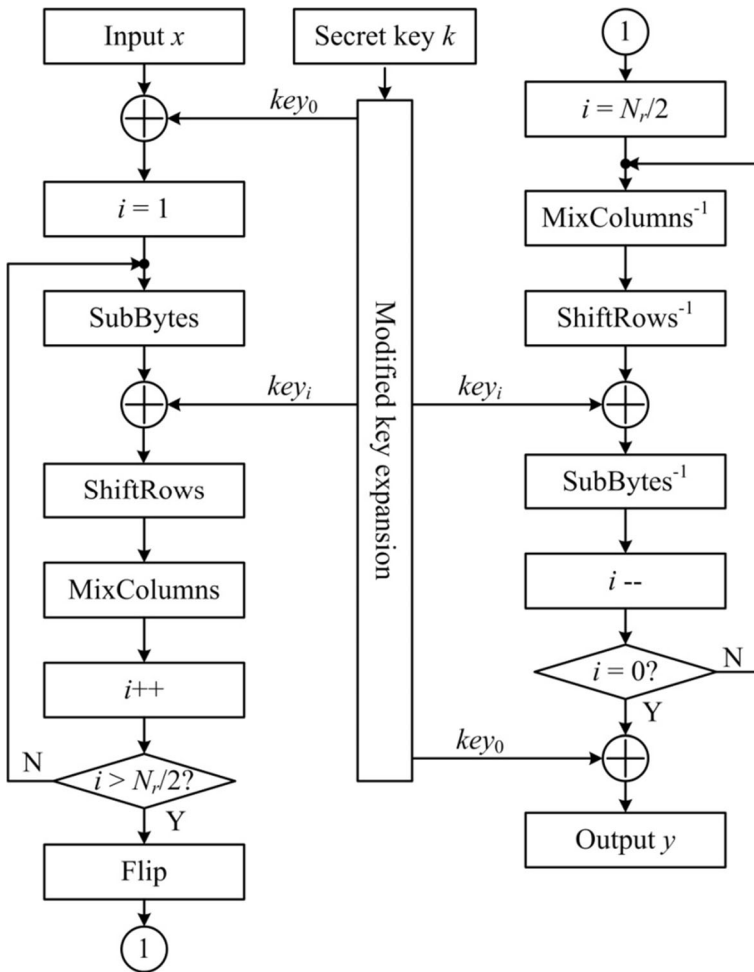 Input x
Secret key k
key₀
i = 1
SubBytes
keyᵢ
ShiftRows
MixColumns
i++
i > Nᵣ/2?
N
Y
Flip
1
Modified key expansion
1
i = Nᵣ/2
MixColumns⁻¹
ShiftRows⁻¹
keyᵢ
SubBytes⁻¹
i --
i = 0?
N
Y
key₀
Output y